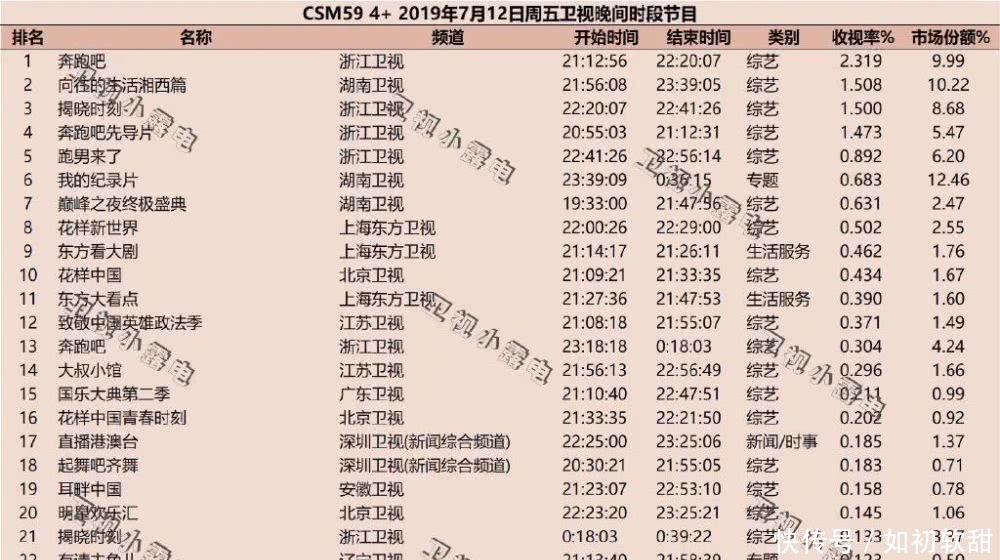 CSM59 4+ 2019年7月12日周五卫视晚间时段节目
排名 名称 频道 开始时间 结束时间 类别 收视率% 市场份额%
1 奔跑吧 浙江卫视 21:12:56 22:20:07 综艺 2.319 9.99
2 向往的生活湘西篇 湖南卫视 21:56:08 23:39:05 综艺 1.508 10.22
3 揭晓时刻 浙江卫视 22:20:07 22:41:26 综艺 1.500 8.68
4 奔跑吧先导片 浙江卫视 20:55:03 21:12:31 综艺 1.473 5.47
5 跑男来了 浙江卫视 22:41:26 22:56:14 综艺 0.892 6.20
6 我的纪录片 湖南卫视 23:39:09 0:39:15 专题 0.683 12.46
7 巅峰之夜终极盛典 湖南卫视 19:33:00 21:47:56 综艺 0.631 2.47
8 花样新世界 上海东方卫视 22:00:26 22:29:00 综艺 0.502 2.55
9 东方看大剧 上海东方卫视 21:14:17 21:26:11 生活服务 0.462 1.76
10 花样中国 北京卫视 21:09:21 21:33:35 综艺 0.434 1.67
11 东方大看点 上海东方卫视 21:27:36 21:47:53 生活服务 0.390 1.60
12 致敬中国英雄政法季 江苏卫视 21:08:18 21:55:07 综艺 0.371 1.49
13 奔跑吧 浙江卫视 23:18:18 0:18:03 综艺 0.304 4.24
14 大叔小馆 江苏卫视 21:56:13 22:56:49 综艺 0.296 1.66
15 国乐大典第二季 广东卫视 21:10:40 22:47:51 综艺 0.211 0.99
16 花样中国青春时刻 北京卫视 21:33:35 22:21:50 综艺 0.202 0.92
17 直播港澳台 深圳卫视(新闻综合频道) 22:25:00 23:25:06 新闻/时事 0.185 1.37
18 起舞吧齐舞 深圳卫视(新闻综合频道) 20:30:21 21:55:05 综艺 0.183 0.71
19 耳畔中国 安徽卫视 21:23:07 22:53:10 综艺 0.158 0.78
20 明星欢乐汇 北京卫视 22:23:20 23:25:21 综艺 0.145 1.06
21 揭晓时刻 浙江卫视 0:18:03 0:39:22 综艺
卫视小露电
快传号/如初软甜